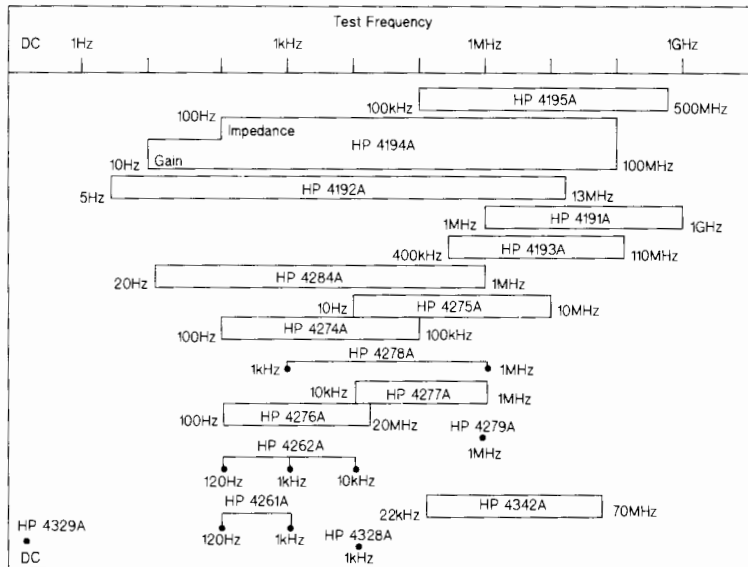 Test Frequency
DC 1Hz 1kHz 1MHz 1GHz
HP 4195A
100kHz 500MHz
100Hz
Impedance
HP 4194A
10Hz Gain 100MHz
HP 4192A
5Hz 13MHz
HP 4191A
1MHz 1GHz
HP 4193A
400kHz 110MHz
HP 4284A
20Hz 1MHz
HP 4275A
10Hz 10MHz
HP 4274A
100Hz 100kHz
HP 4278A
1kHz 1MHz
HP 4277A
10kHz 1MHz
HP 4276A
100Hz 20MHz
HP 4279A
1MHz
HP 4262A
120Hz 1kHz 10kHz
HP 4261A
120Hz 1kHz
HP 4342A
22kHz 70MHz
HP 4329A
DC
HP 4328A
1kHz